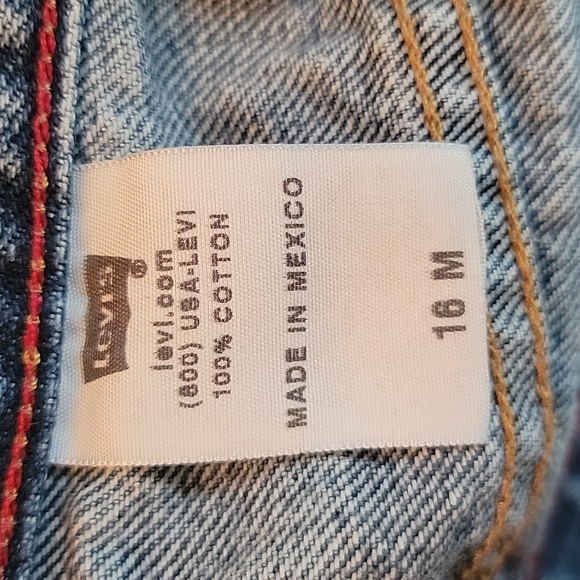 Levi's®
levi.com
(800) USA-LEVI
100% COTTON
MADE IN MEXICO
16 M